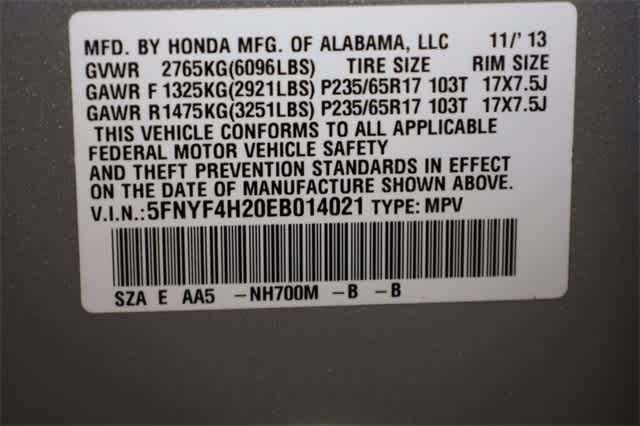 MFD. BY HONDA MFG. OF ALABAMA, LLC 11/' 13
GVWR 2765KG(6096LBS) TIRE SIZE RIM SIZE
GAWR F 1325KG(2921LBS) P235/65R17 103T 17X7.5J
GAWR R1475KG(3251LBS) P235/65R17 103T 17X7.5J
THIS VEHICLE CONFORMS TO ALL APPLICABLE
FEDERAL MOTOR VEHICLE SAFETY
AND THEFT PREVENTION STANDARDS IN EFFECT
ON THE DATE OF MANUFACTURE SHOWN ABOVE.
V.I.N.:5FNYF4H20EB014021 TYPE: MPV
SZA E AA5 -NH700M -B -B